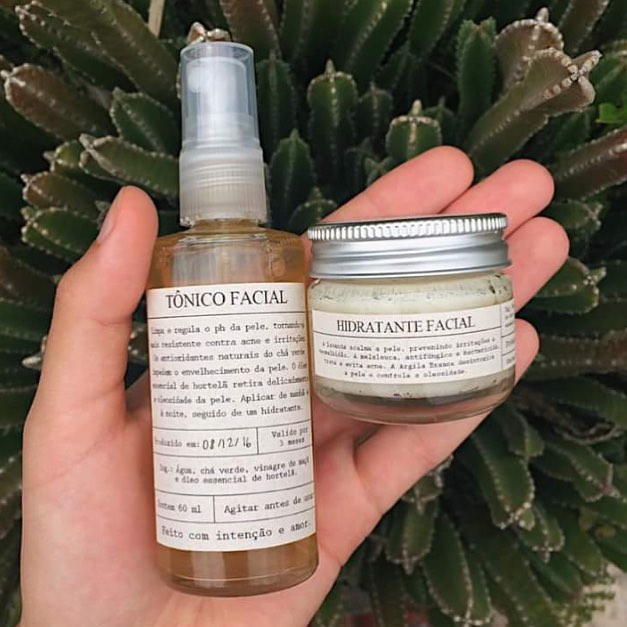 TÔNICO FACIAL
Limpa e regula o ph da pele, tornando-a
mais resistente contra acne e irritações.
Os antioxidantes naturais do chá verde
impedem o envelhecimento da pele. O óleo
essencial de hortelã retira delicadamente
a oleosidade da pele. Aplicar de manhã e
à noite, seguido de um hidratante.
Produzido em: 08/12/16
Valido por
3 meses
Ing.: Água, chá verde, vinagre de maçã
e óleo essencial de hortelã.
Contem 60 ml
Agitar antes de usar
Feito com intenção e amor.
HIDRATANTE FACIAL
A lavanda acalma a pele, prevenindo irritações e
vermelhidão. A melaleuca, antifúngico e bactericida,
trata e evita acne. A Argila Branca desintoxica
a pele e controla a oleosidade.